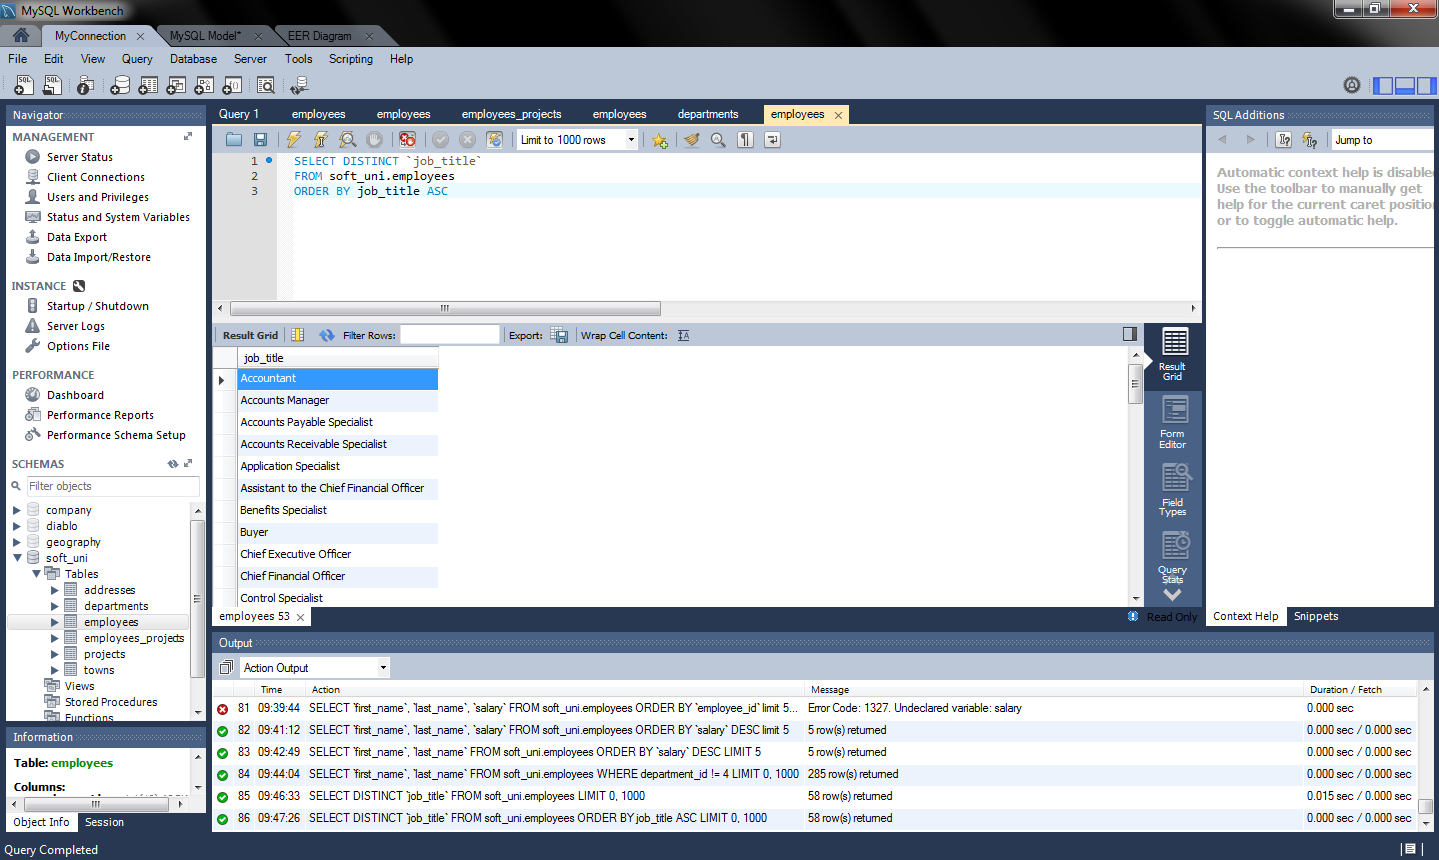 MySQL Workbench
MyConnection
MySQL Model*
EER Diagram
File Edit View Query Database Server Tools Scripting Help
Navigator
MANAGEMENT
Server Status
Client Connections
Users and Privileges
Status and System Variables
Data Export
Data Import/Restore
INSTANCE
Startup / Shutdown
Server Logs
Options File
PERFORMANCE
Dashboard
Performance Reports
Performance Schema Setup
SCHEMAS
Filter objects
company
diablo
geography
soft_uni
Tables
addresses
departments
employees
employees_projects
projects
towns
Views
Stored Procedures
Functions
Information
Table: employees
Columns:
Object Info Session
Query Completed
Query 1 employees employees employees_projects employees departments employees
Limit to 1000 rows
1 SELECT DISTINCT `job_title`
2 FROM soft_uni.employees
3 ORDER BY job_title ASC
Result Grid Filter Rows: Export: Wrap Cell Content:
job_title
Accountant
Accounts Manager
Accounts Payable Specialist
Accounts Receivable Specialist
Application Specialist
Assistant to the Chief Financial Officer
Benefits Specialist
Buyer
Chief Executive Officer
Chief Financial Officer
Control Specialist
Result
Grid
Form
Editor
Field
Types
Query
Stats
employees 53
Read Only
SQL Additions
Jump to
Automatic context help is disabled
Use the toolbar to manually get
help for the current caret position
or to toggle automatic help.
Context Help Snippets
Output
Action Output
Time Action Message Duration / Fetch
81 09:39:44 SELECT `first_name`, `last_name`, `salary` FROM soft_uni.employees ORDER BY `employee_id` limit 5... Error Code: 1327. Undeclared variable: salary 0.000 sec
82 09:41:12 SELECT `first_name`, `last_name`, `salary` FROM soft_uni.employees ORDER BY `salary` DESC limit 5 5 row(s) returned 0.000 sec / 0.000 sec
83 09:42:49 SELECT `first_name`, `last_name` FROM soft_uni.employees ORDER BY `salary` DESC LIMIT 5 5 row(s) returned 0.000 sec / 0.000 sec
84 09:44:04 SELECT `first_name`, `last_name` FROM soft_uni.employees WHERE department_id != 4 LIMIT 0, 1000 285 row(s) returned 0.000 sec / 0.000 sec
85 09:46:33 SELECT DISTINCT `job_title` FROM soft_uni.employees LIMIT 0, 1000 58 row(s) returned 0.015 sec / 0.000 sec
86 09:47:26 SELECT DISTINCT `job_title` FROM soft_uni.employees ORDER BY job_title ASC LIMIT 0, 1000 58 row(s) returned 0.000 sec / 0.000 sec